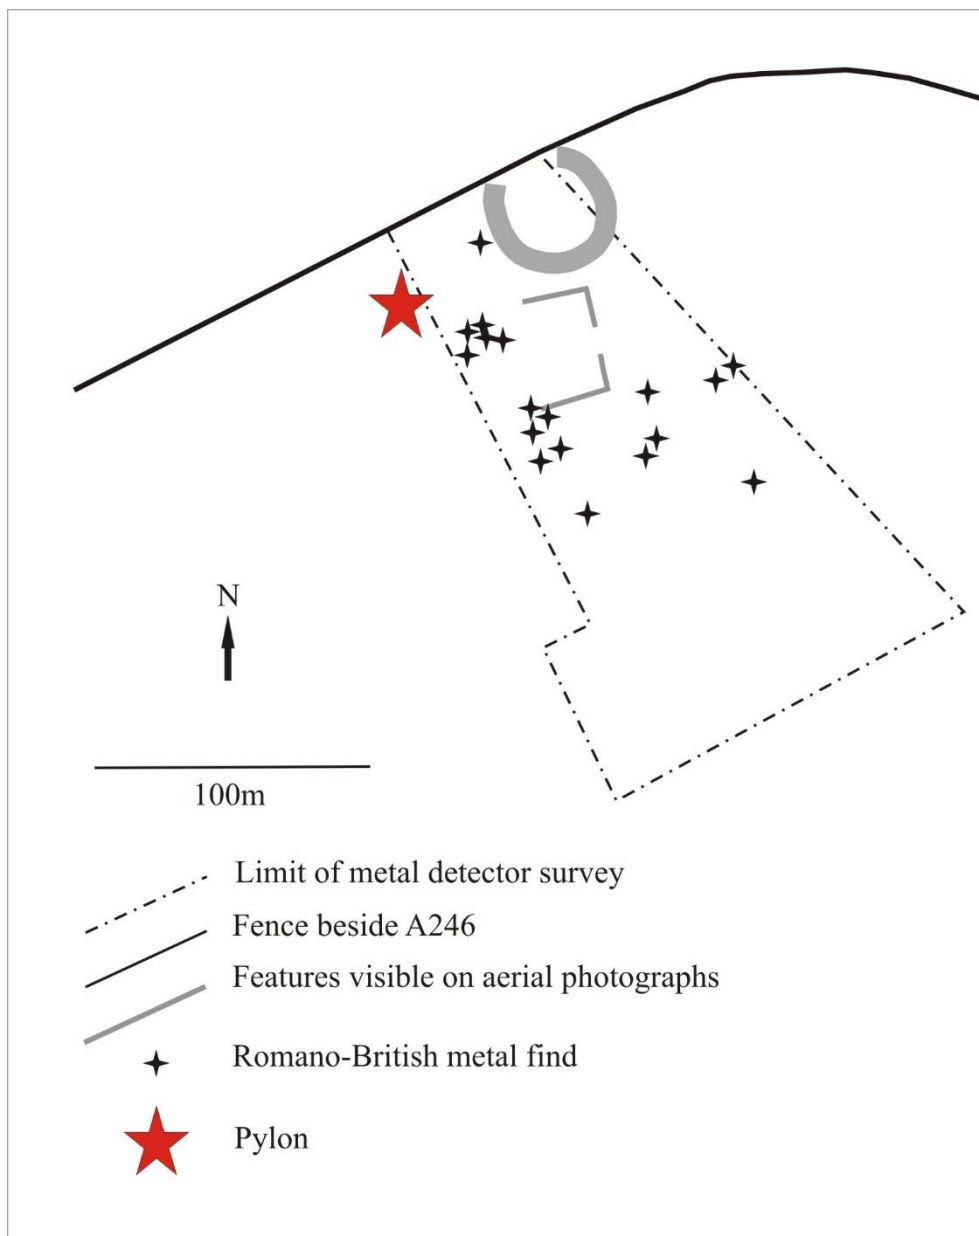 N
100m
Limit of metal detector survey
Fence beside A246
Features visible on aerial photographs
Romano-British metal find
Pylon